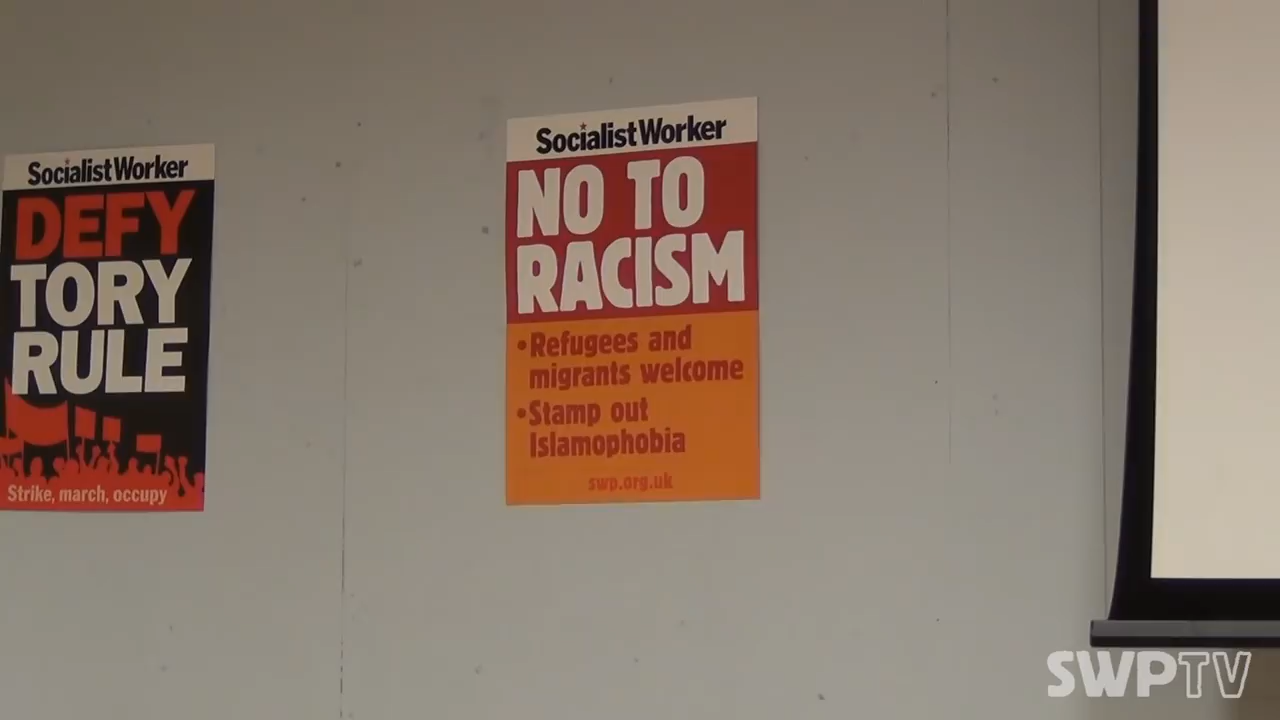 Socialist Worker
DEFY
TORY
RULE
Strike, march, occupy
Socialist Worker
NO TO
RACISM
•Refugees and
migrants welcome
•Stamp out
Islamophobia
swp.org.uk
SWPTV